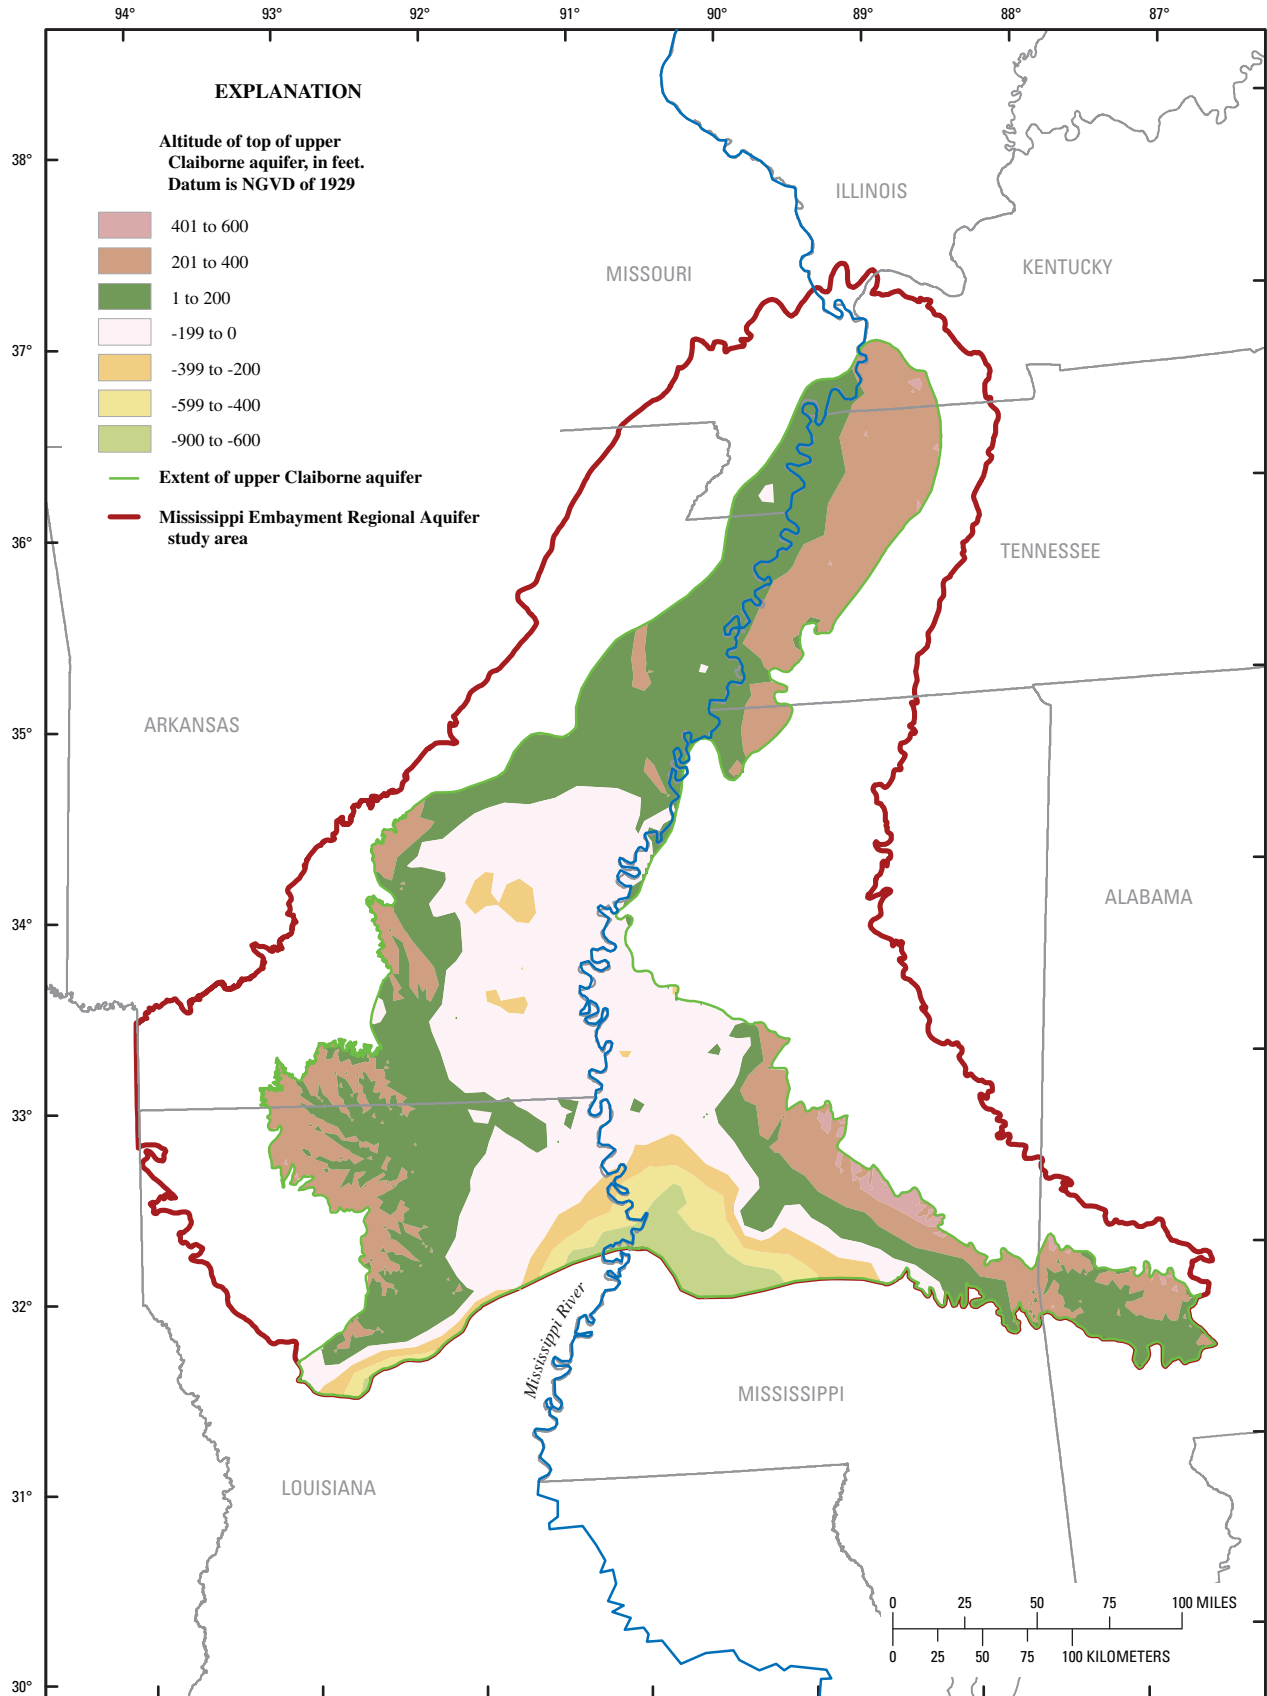 94°
93°
92°
91°
90°
89°
88°
87°
EXPLANATION
Altitude of top of upper
Claiborne aquifer, in feet.
Datum is NGVD of 1929
401 to 600
201 to 400
1 to 200
-199 to 0
-399 to -200
-599 to -400
-900 to -600
Extent of upper Claiborne aquifer
Mississippi Embayment Regional Aquifer
study area
38°
37°
36°
35°
34°
33°
32°
31°
30°
ILLINOIS
MISSOURI
KENTUCKY
TENNESSEE
ARKANSAS
ALABAMA
Mississippi River
MISSISSIPPI
LOUISIANA
0 25 50 75 100 MILES
0 25 50 75 100 KILOMETERS